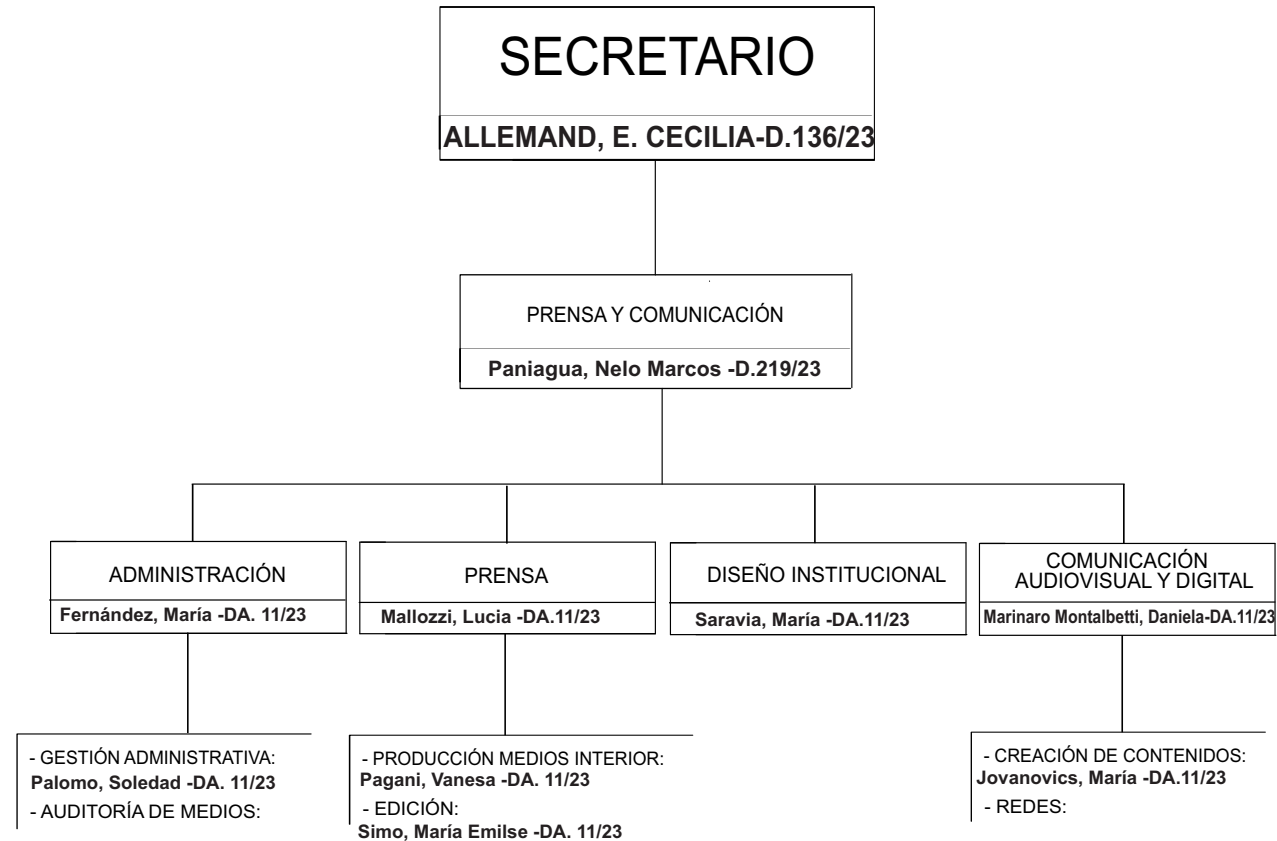 SECRETARIO
ALLEMAND, E. CECILIA-D.136/23
PRENSA Y COMUNICACIÓN
Paniagua, Nelo Marcos -D.219/23
ADMINISTRACIÓN
Fernández, María -DA. 11/23
PRENSA
Mallozzi, Lucia -DA.11/23
DISEÑO INSTITUCIONAL
Saravia, María -DA.11/23
COMUNICACIÓN
AUDIOVISUAL Y DIGITAL
Marinaro Montalbetti, Daniela-DA.11/23
- GESTIÓN ADMINISTRATIVA:
Palomo, Soledad -DA. 11/23
- AUDITORÍA DE MEDIOS:
- PRODUCCIÓN MEDIOS INTERIOR:
Pagani, Vanesa -DA. 11/23
- EDICIÓN:
Simo, María Emilse -DA. 11/23
- CREACIÓN DE CONTENIDOS:
Jovanovics, María -DA.11/23
- REDES: